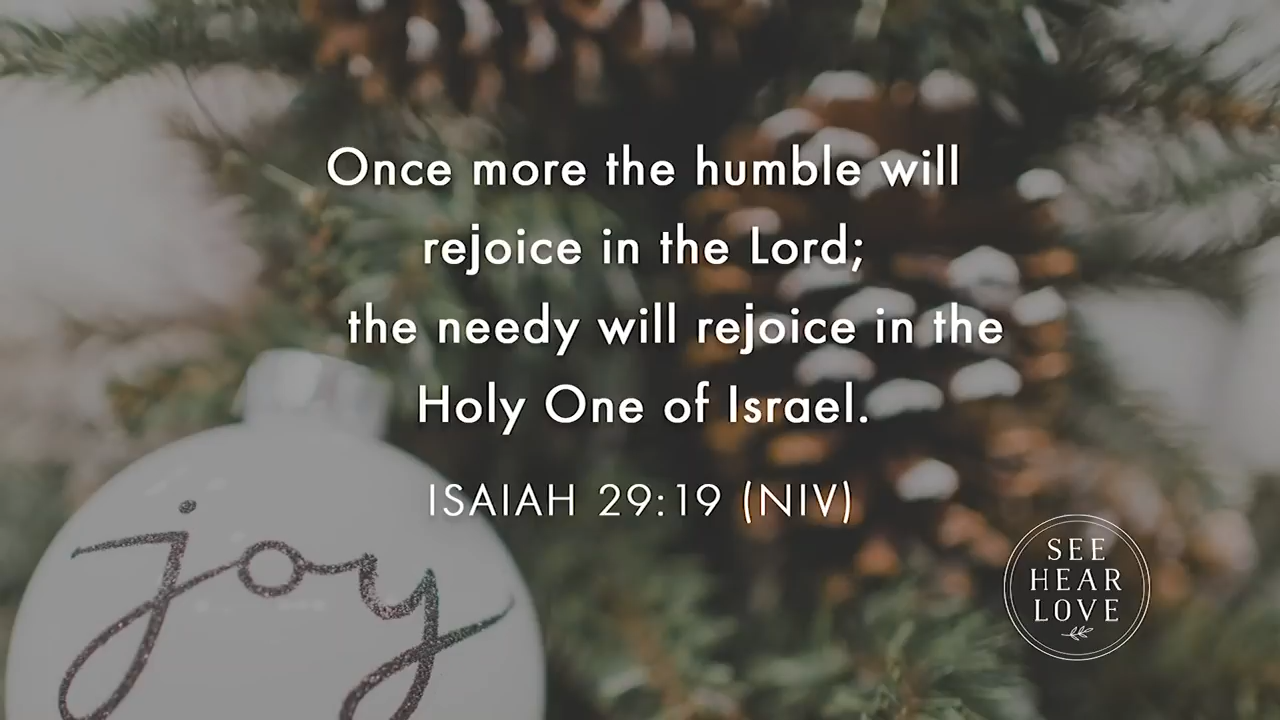 Once more the humble will
rejoice in the Lord;
the needy will rejoice in the
Holy One of Israel.
ISAIAH 29:19 (NIV)
joy
SEE
HEAR
LOVE